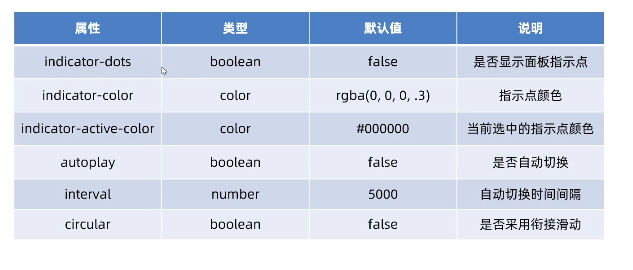 属性 类型 默认值 说明
indicator-dots boolean false 是否显示面板指示点
indicator-color color rgba(0, 0, 0, .3) 指示点颜色
indicator-active-color color #000000 当前选中的指示点颜色
autoplay boolean false 是否自动切换
interval number 5000 自动切换时间间隔
circular boolean false 是否采用衔接滑动